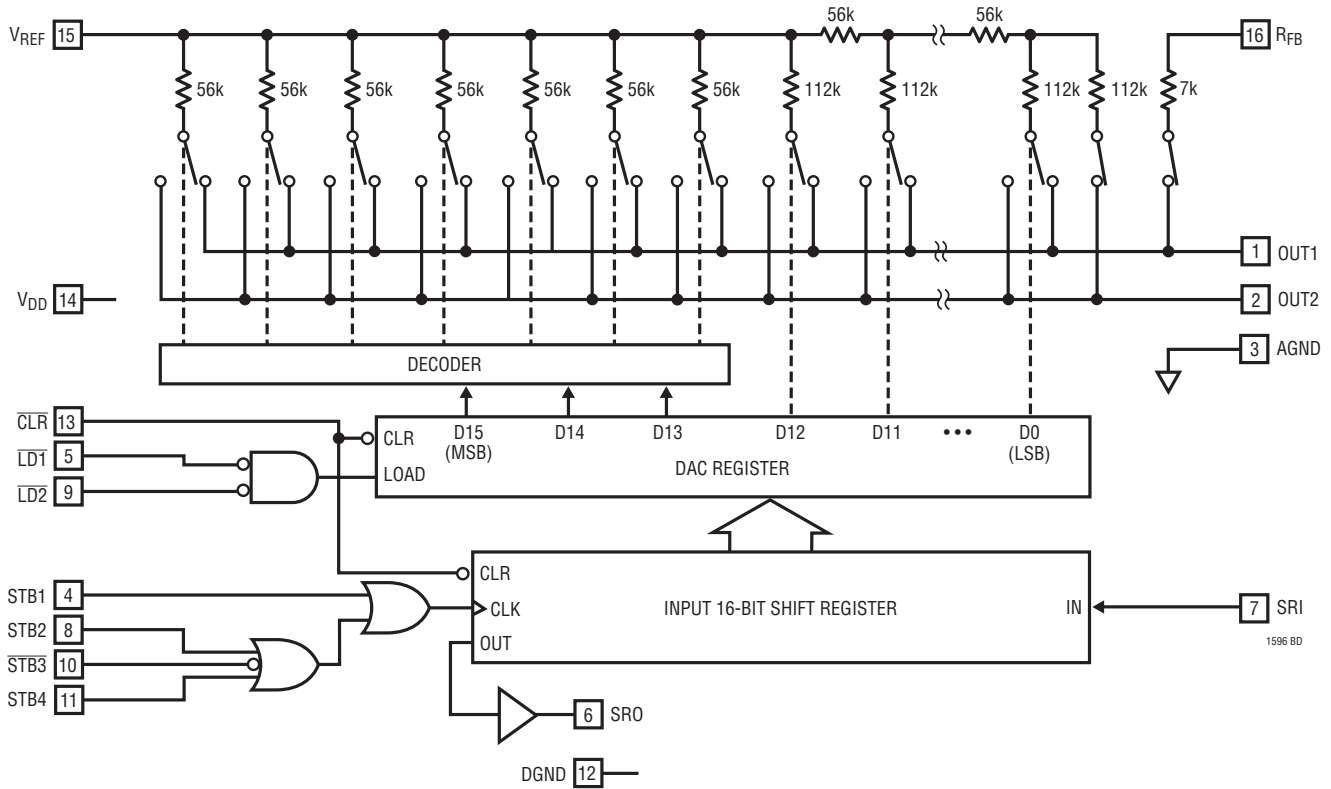 56k 56k
VREF 15 16 RFB
56k 56k 56k 56k 56k 56k 56k 112k 112k 112k 112k 7k
1 OUT1
VDD 14 2 OUT2
3 AGND
DECODER
CLR 13
LD1 5
LD2 9
CLR
LOAD
D15 D14 D13 D12 D11 ••• D0
(MSB) (LSB)
DAC REGISTER
STB1 4
STB2 8
STB3 10
STB4 11
CLR
CLK
OUT
INPUT 16-BIT SHIFT REGISTER
IN
7 SRI
1596 BD
6 SRO
DGND 12